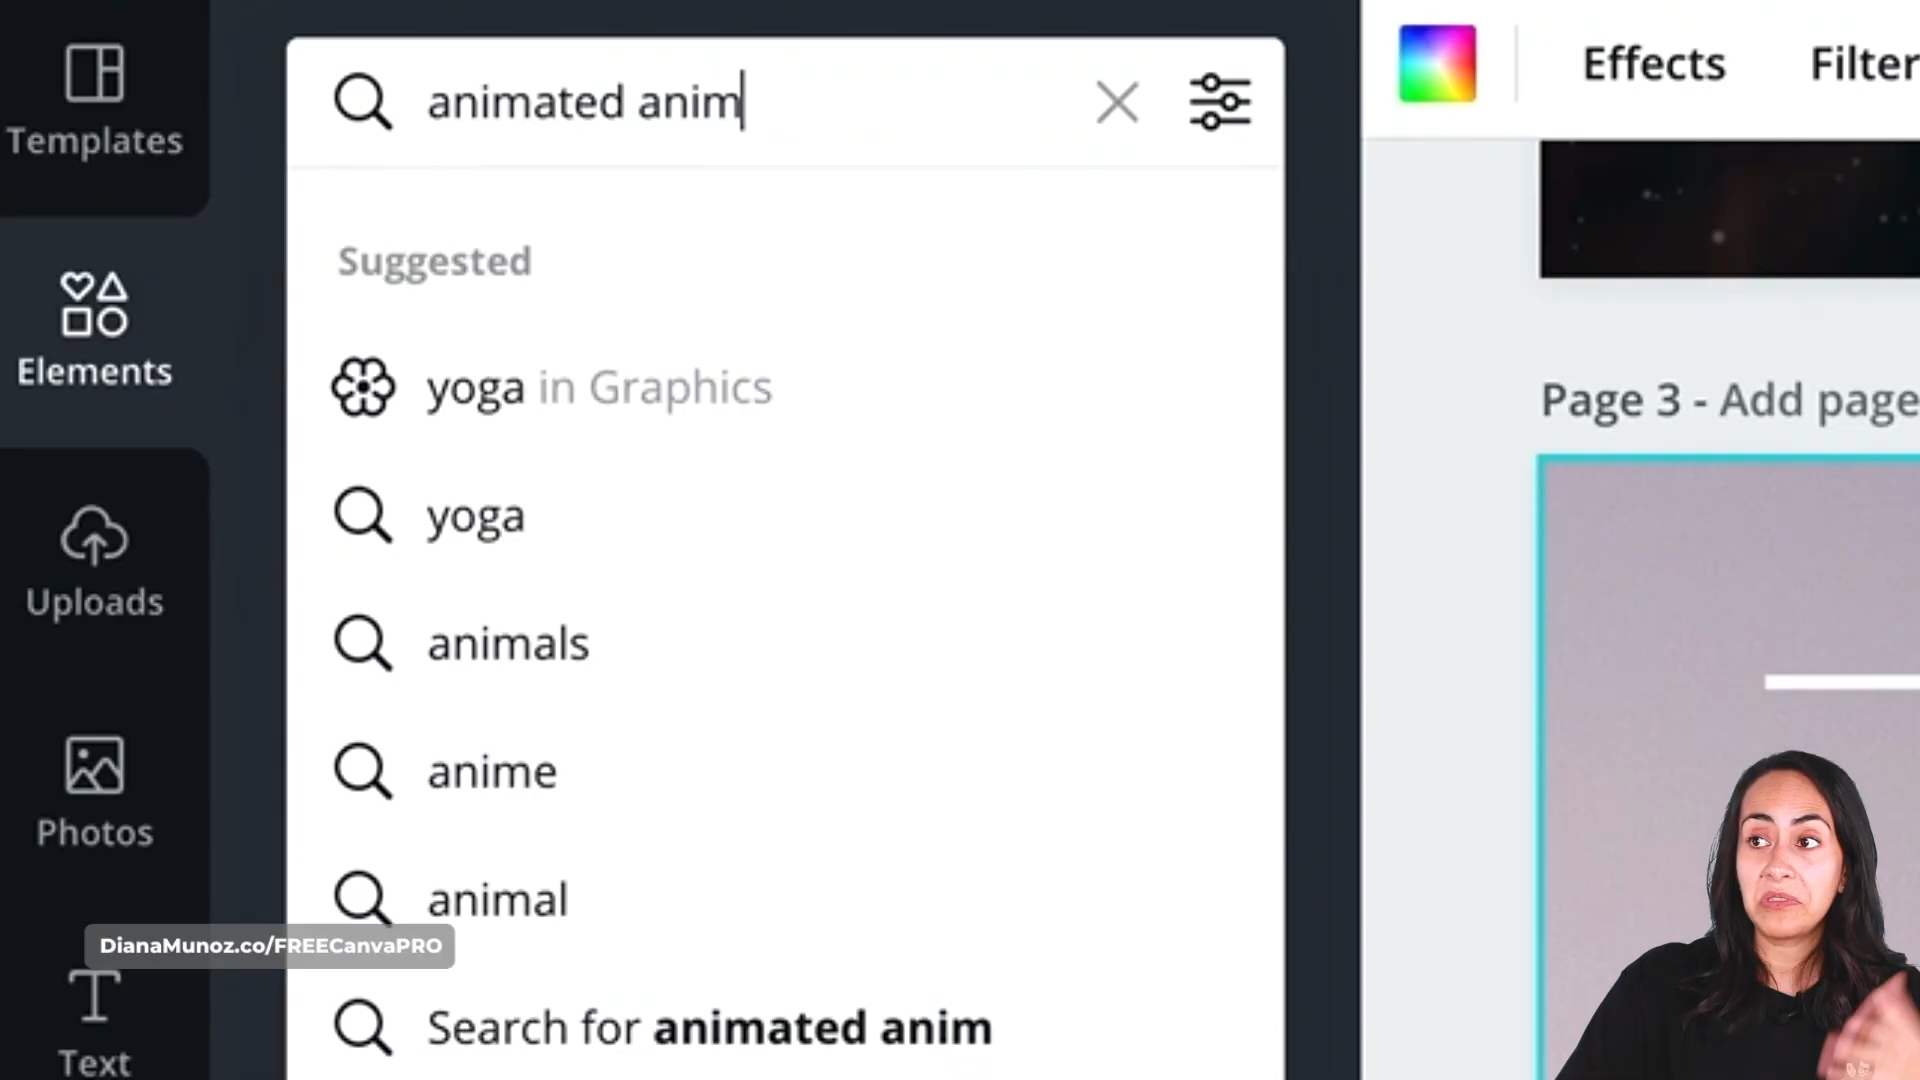 Templates
Elements
Uploads
Photos
Text
animated anim
Suggested
yoga in Graphics
yoga
animals
anime
animal
Search for animated anim
Effects
Filter
Page 3 - Add page
DianaMunoz.co/FREECanvaPRO